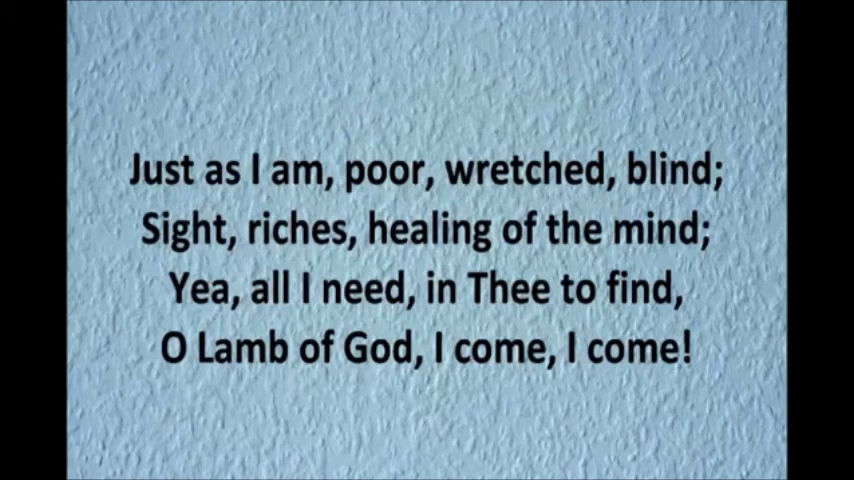 Just as I am, poor, wretched, blind;
Sight, riches, healing of the mind;
Yea, all I need, in Thee to find,
O Lamb of God, I come, I come!